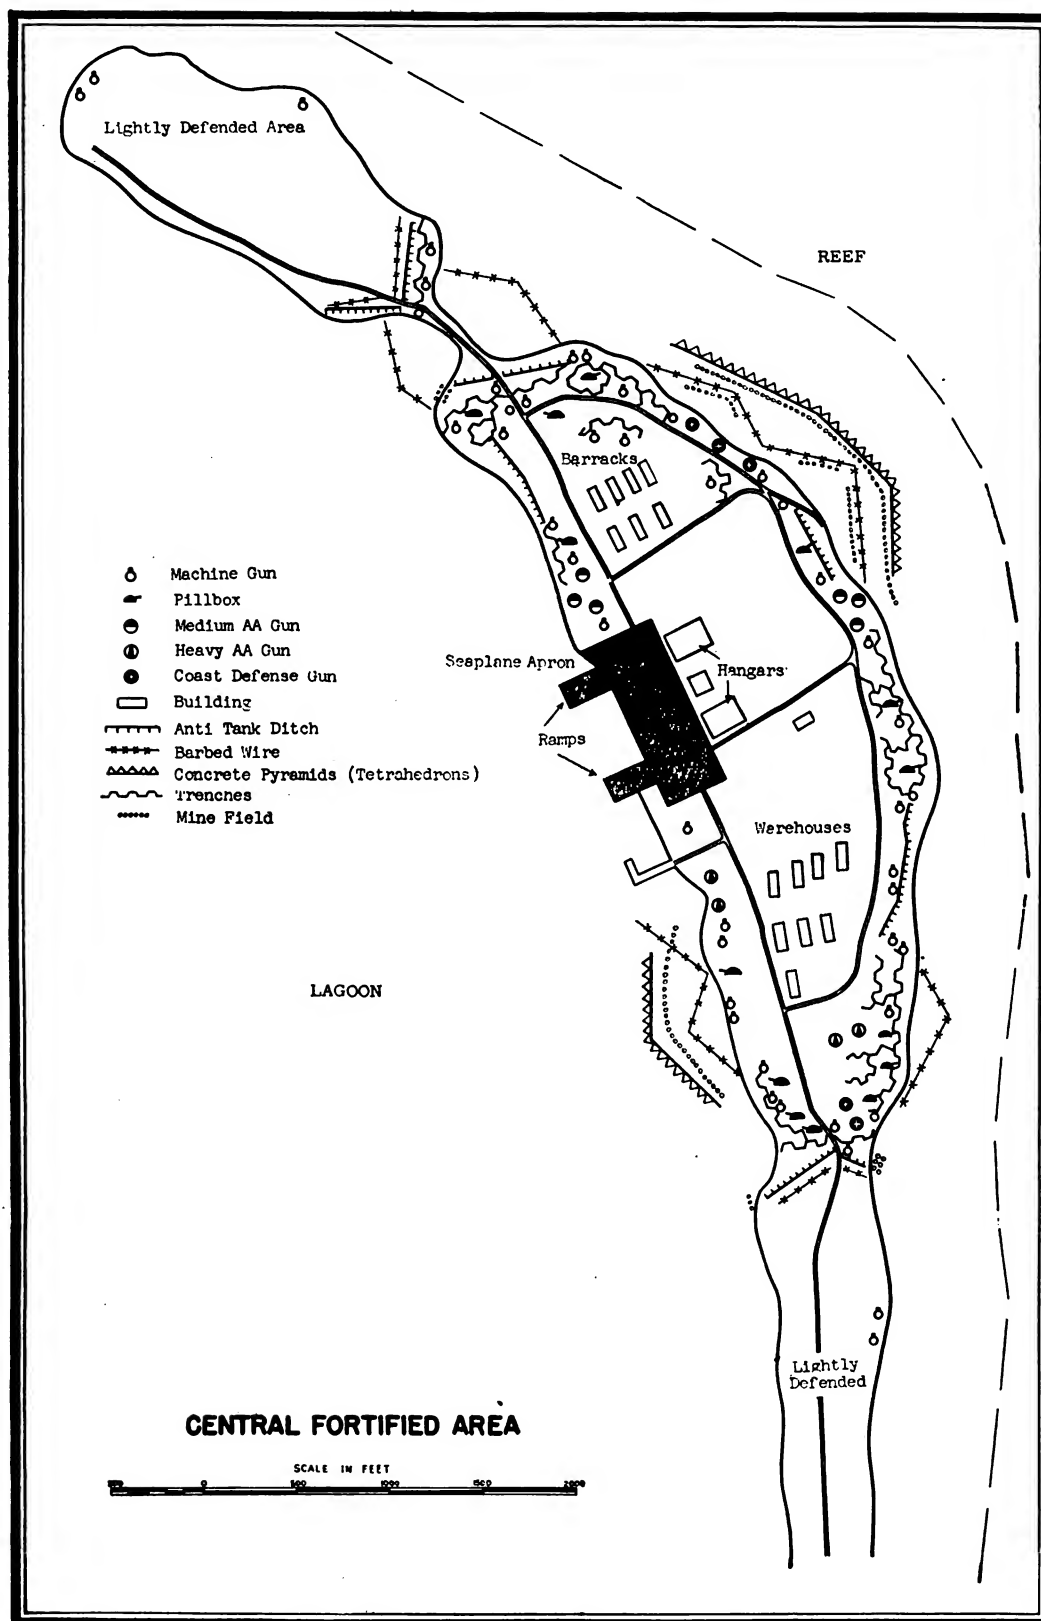 Lightly Defended Area
REEF
Barracks
Machine Gun
Pillbox
Medium AA Gun
Heavy AA Gun
Coast Defense Gun
Building
Anti Tank Ditch
Barbed Wire
Concrete Pyramids (Tetrahedrons)
Trenches
Mine Field
Seaplane Apron
Hangars
Ramps
Warehouses
LAGOON
Lightly
Defended
CENTRAL FORTIFIED AREA
SCALE IN FEET
500 0 500 1000 1500 2000